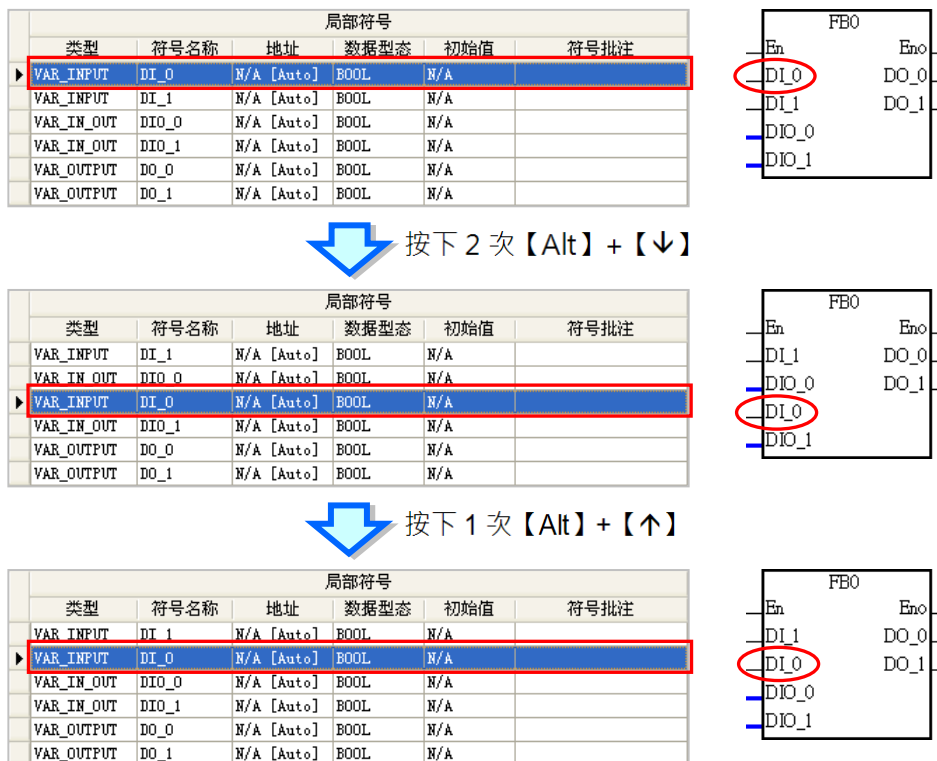 局部符号
类型 符号名称 地址 数据型态 初始值 符号批注
VAR_INPUT DI_0 N/A [Auto] BOOL N/A
VAR_INPUT DI_1 N/A [Auto] BOOL N/A
VAR_IN_OUT DIO_0 N/A [Auto] BOOL N/A
VAR_IN_OUT DIO_1 N/A [Auto] BOOL N/A
VAR_OUTPUT DO_0 N/A [Auto] BOOL N/A
VAR_OUTPUT DO_1 N/A [Auto] BOOL N/A
FB0
En Eno
DI_0 DO_0
DI_1 DO_1
DIO_0
DIO_1
按下 2 次【Alt】+【↓】
局部符号
类型 符号名称 地址 数据型态 初始值 符号批注
VAR_INPUT DI_1 N/A [Auto] BOOL N/A
VAR_IN_OUT DIO_0 N/A [Auto] BOOL N/A
VAR_INPUT DI_0 N/A [Auto] BOOL N/A
VAR_IN_OUT DIO_1 N/A [Auto] BOOL N/A
VAR_OUTPUT DO_0 N/A [Auto] BOOL N/A
VAR_OUTPUT DO_1 N/A [Auto] BOOL N/A
FB0
En Eno
DI_1 DO_0
DIO_0 DO_1
DI_0
DIO_1
按下 1 次【Alt】+【↑】
局部符号
类型 符号名称 地址 数据型态 初始值 符号批注
VAR_INPUT DI_1 N/A [Auto] BOOL N/A
VAR_INPUT DI_0 N/A [Auto] BOOL N/A
VAR_IN_OUT DIO_0 N/A [Auto] BOOL N/A
VAR_IN_OUT DIO_1 N/A [Auto] BOOL N/A
VAR_OUTPUT DO_0 N/A [Auto] BOOL N/A
VAR_OUTPUT DO_1 N/A [Auto] BOOL N/A
FB0
En Eno
DI_1 DO_0
DI_0 DO_1
DIO_0
DIO_1